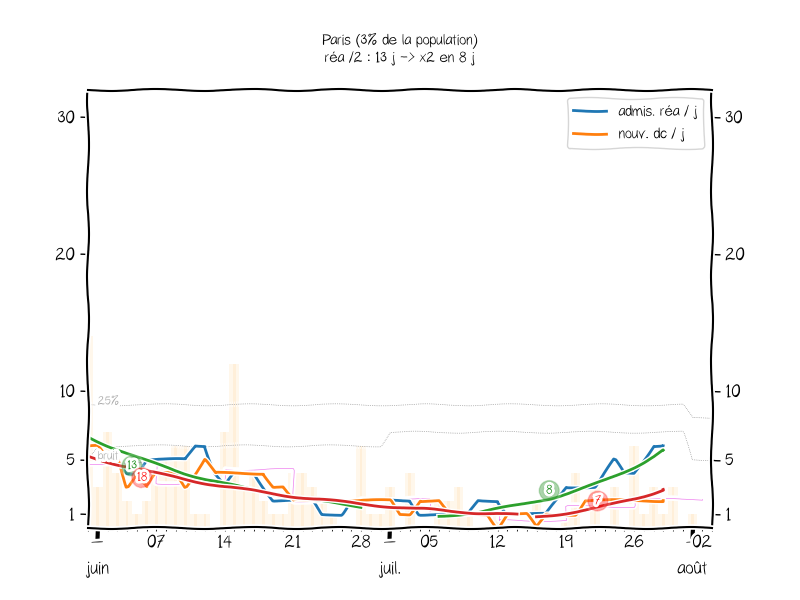 Paris (3% de la population)
réa /2 : 13 j -> x2 en 8 j
admis. réa / j
nouv. dc / j
30 30
20 20
10 10
25%
bruit
5 5
13
18
8
7
1 1
07 14 21 28 05 12 19 26 02
juin juil. août